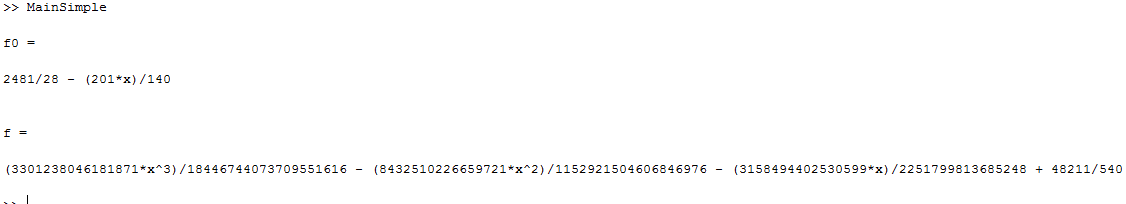 >> MainSimple
f0 =
2481/28 - (201*x)/140
f =
(3301238046181871*x^3)/18446744073709551616 - (8432510226659721*x^2)/1152921504606846976 - (3158494402530599*x)/2251799813685248 + 48211/540
>>